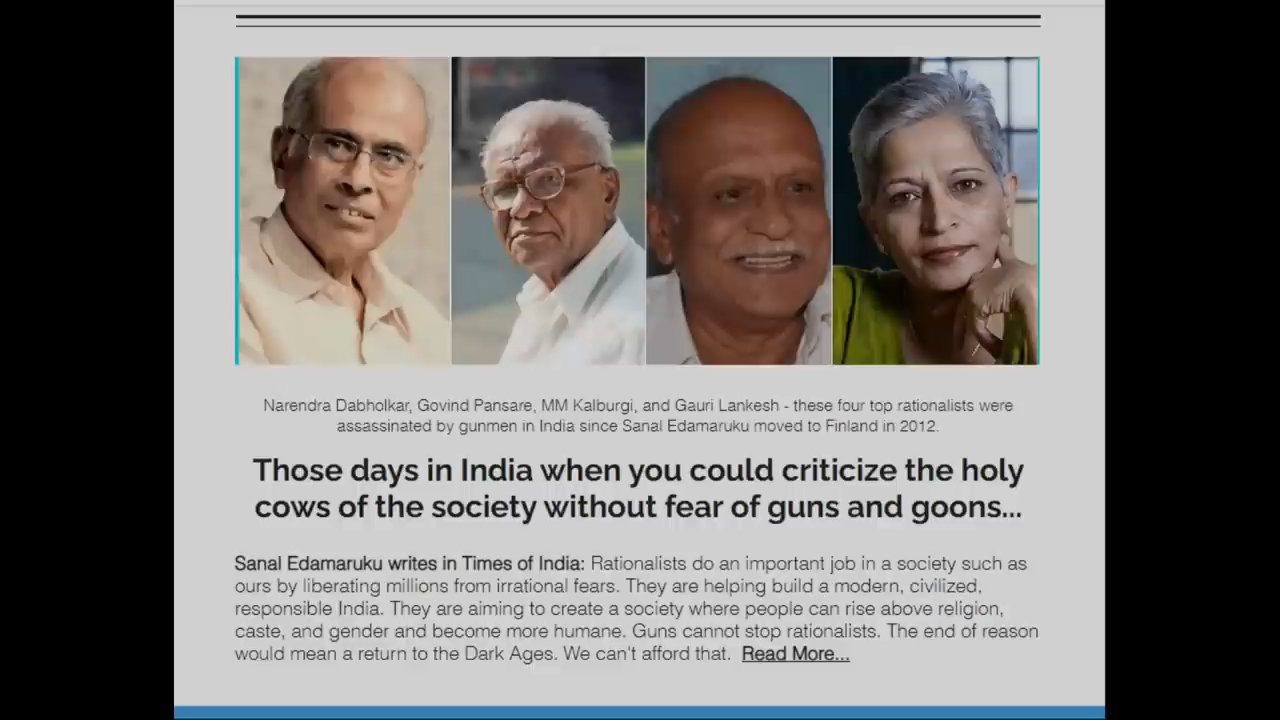 Narendra Dabholkar, Govind Pansare, MM Kalburgi, and Gauri Lankesh - these four top rationalists were
assassinated by gunmen in India since Sanal Edamaruku moved to Finland in 2012.
Those days in India when you could criticize the holy
cows of the society without fear of guns and goons...
Sanal Edamaruku writes in Times of India: Rationalists do an important job in a society such as
ours by liberating millions from irrational fears. They are helping build a modern, civilized,
responsible India. They are aiming to create a society where people can rise above religion,
caste, and gender and become more humane. Guns cannot stop rationalists. The end of reason
would mean a return to the Dark Ages. We can't afford that. Read More...